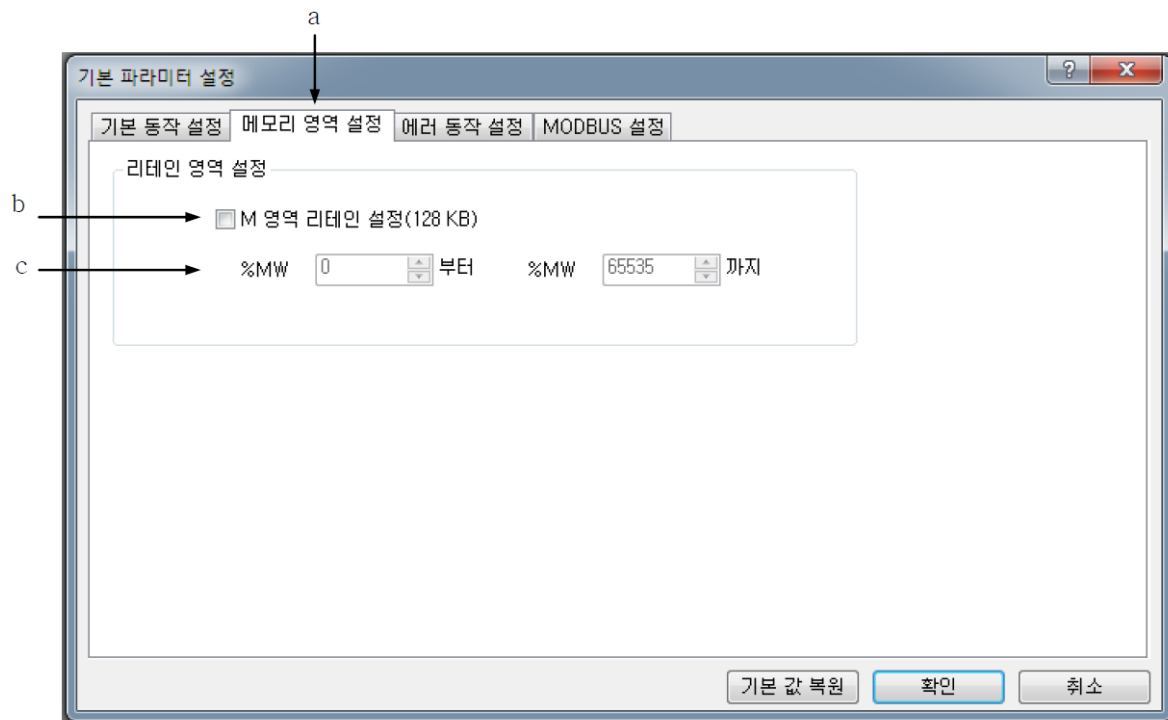 a
기본 파라미터 설정
기본 동작 설정 메모리 영역 설정 에러 동작 설정 MODBUS 설정
리테인 영역 설정
b
M 영역 리테인 설정(128 KB)
c
%MW 0 부터 %MW 65535 까지
기본 값 복원 확인 취소